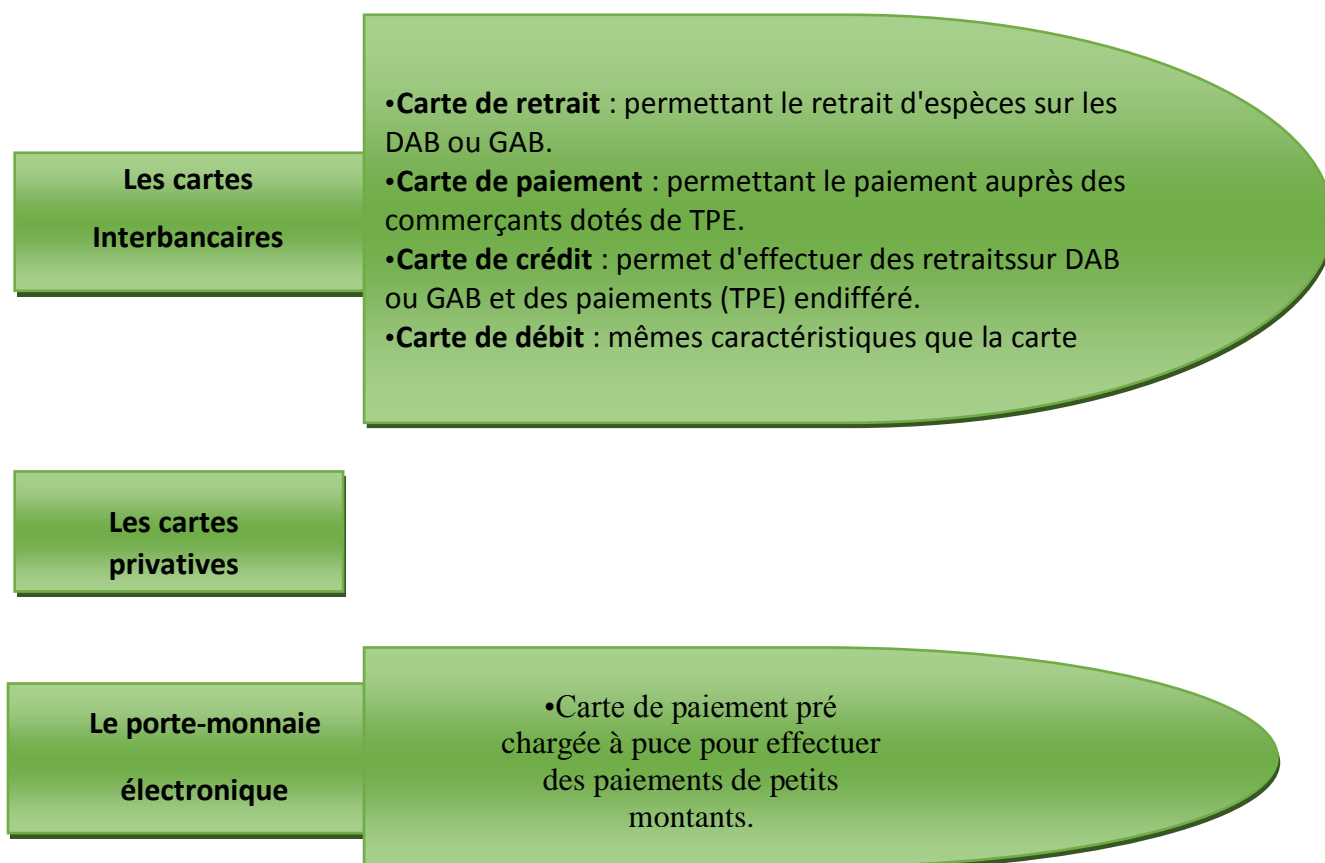 Les cartes
Interbancaires
•Carte de retrait : permettant le retrait d'espèces sur les
DAB ou GAB.
•Carte de paiement : permettant le paiement auprès des
commerçants dotés de TPE.
•Carte de crédit : permet d'effectuer des retraitssur DAB
ou GAB et des paiements (TPE) endifféré.
•Carte de débit : mêmes caractéristiques que la carte
Les cartes
privatives
Le porte-monnaie
électronique
•Carte de paiement pré
chargée à puce pour effectuer
des paiements de petits
montants.